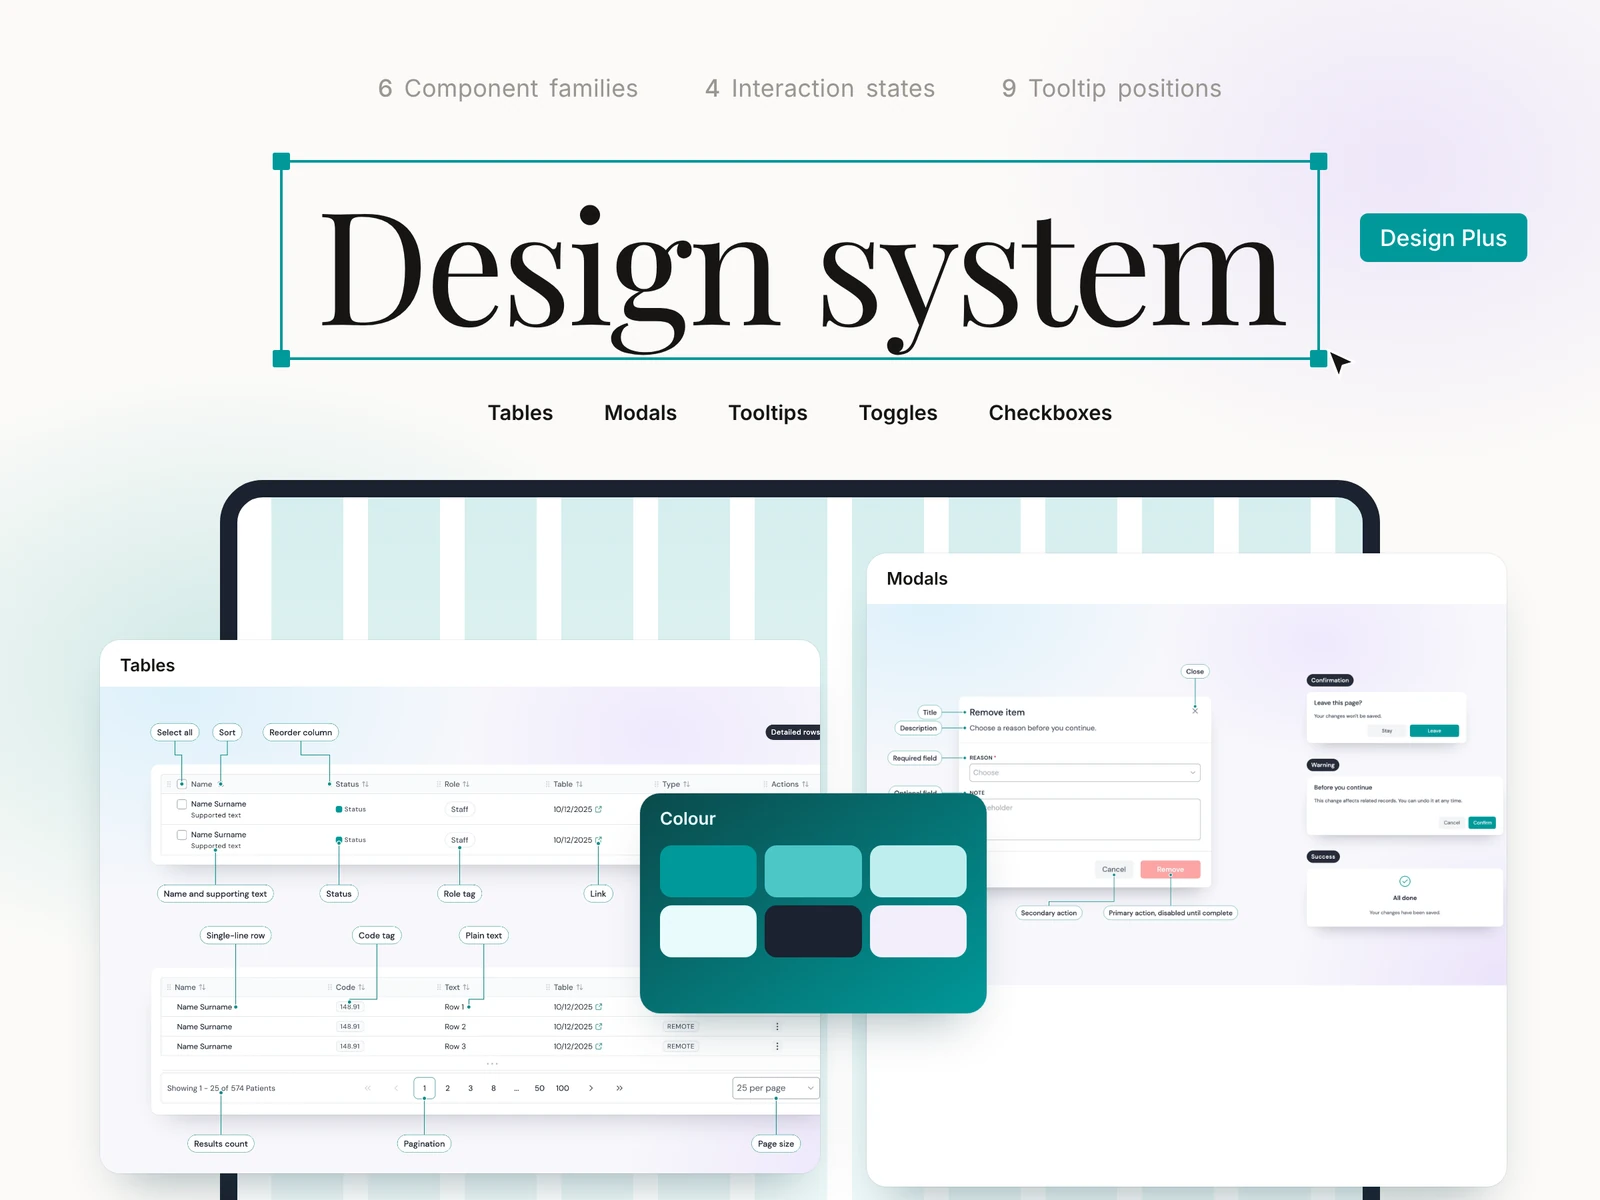 6 Component families
4 Interaction states
9 Tooltip positions
Design system
Design Plus
Tables
Modals
Tooltips
Toggles
Checkboxes
Tables
Select all
Sort
Reorder column
Detailed rows
Name
Status
Role
Table
Type
Actions
Name Surname
Supported text
Status
Staff
10/12/2025
Name Surname
Supported text
Status
Staff
10/12/2025
Name and supporting text
Status
Role tag
Link
Single-line row
Code tag
Plain text
Name
Code
Text
Table
Name Surname
148.91
Row 1
10/12/2025
Name Surname
148.91
Row 2
10/12/2025
REMOTE
Name Surname
148.91
Row 3
10/12/2025
REMOTE
Showing 1 - 25 of 574 Patients
1 2 3 8 ... 50 100
25 per page
Results count
Pagination
Page size
Colour
Modals
Close
Title
Remove item
Description
Choose a reason before you continue.
Required field
REASON *
Choose
Optional field
NOTE
Cancel
Remove
Secondary action
Primary action, disabled until complete
Confirmation
Leave this page?
Your changes won't be saved.
Stay
Leave
Warning
Before you continue
This change affects related records. You can undo it at any time.
Cancel
Confirm
Success
All done
Your changes have been saved.